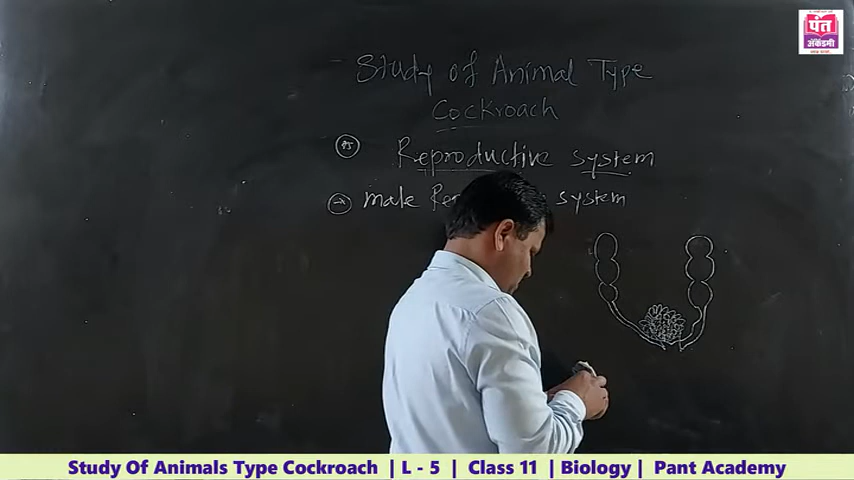 पंत
अॅकॅडमी
Study of Animal Type
Cockroach
Reproductive system
male system
Study Of Animals Type Cockroach | L - 5 | Class 11 | Biology | Pant Academy